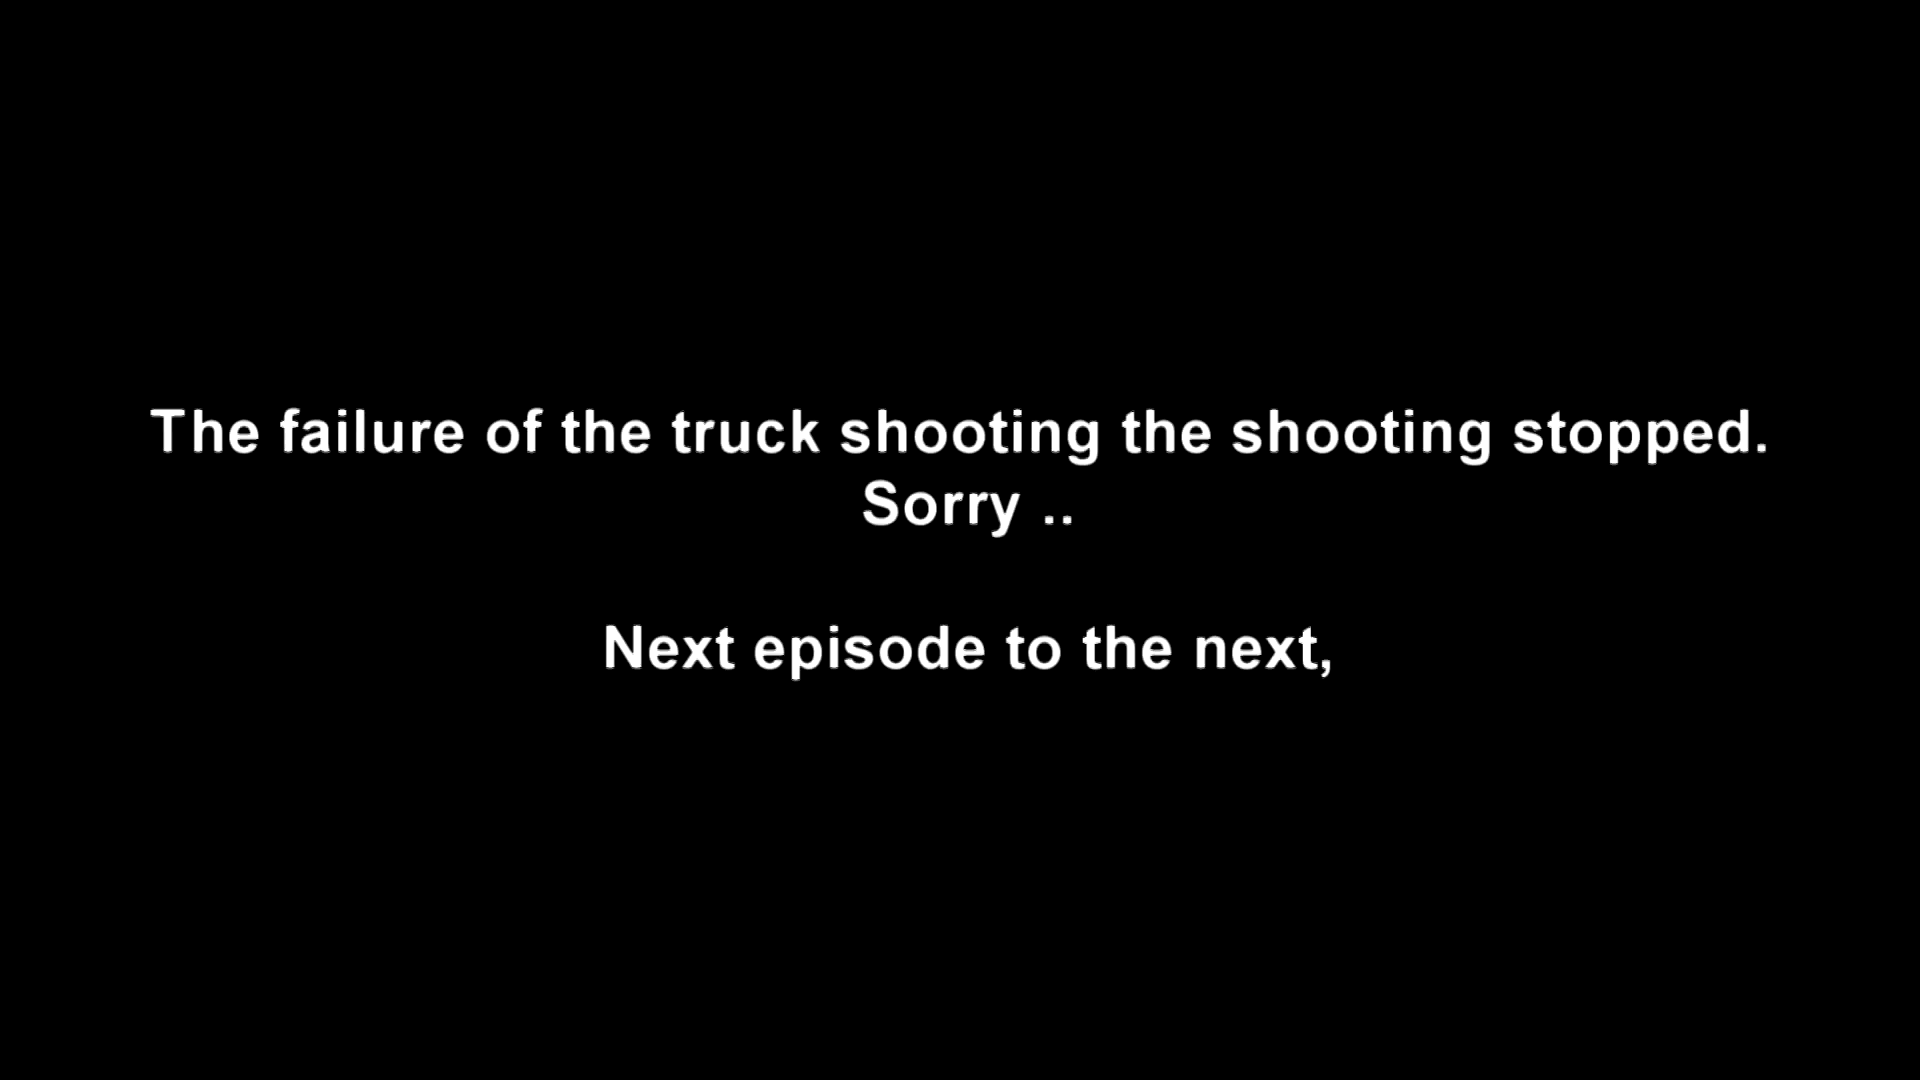 The failure of the truck shooting the shooting stopped.
Sorry ..
Next episode to the next,